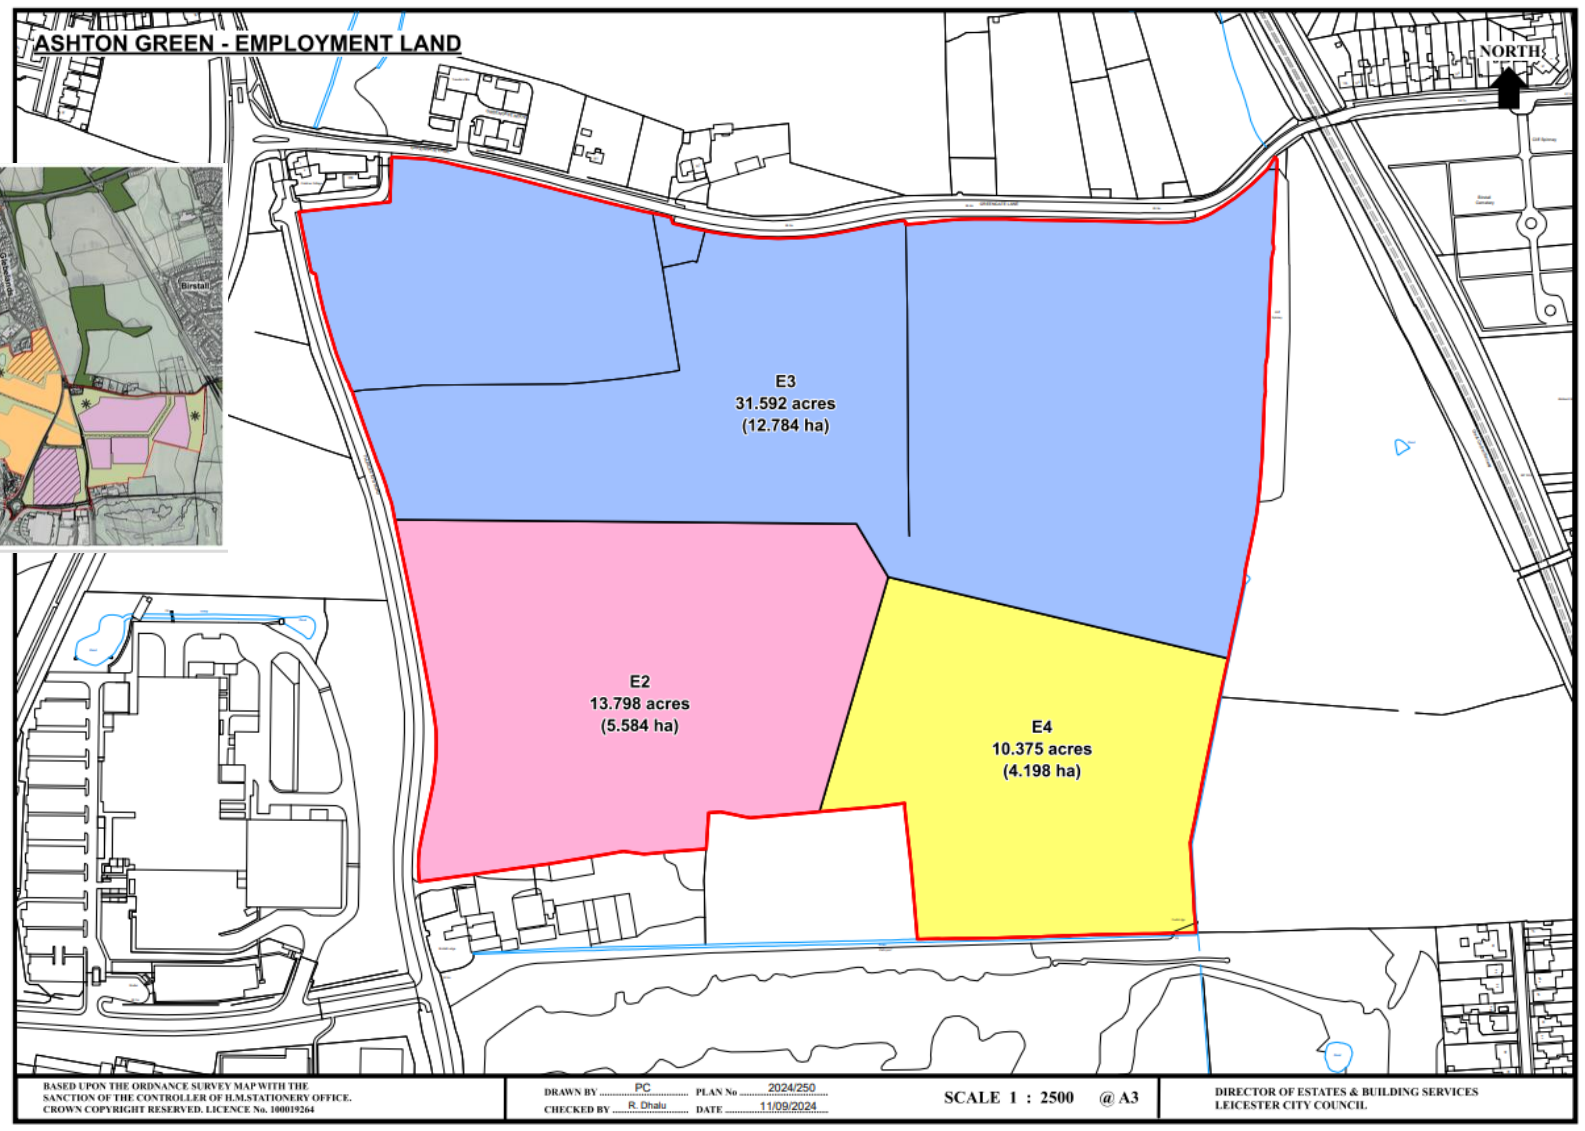 ASHTON GREEN - EMPLOYMENT LAND
NORTH
Birstall
Glebelands
GREENGATE LANE
E3
31.592 acres
(12.784 ha)
E2
13.798 acres
(5.584 ha)
E4
10.375 acres
(4.198 ha)
BASED UPON THE ORDNANCE SURVEY MAP WITH THE
SANCTION OF THE CONTROLLER OF H.M.STATIONERY OFFICE.
CROWN COPYRIGHT RESERVED. LICENCE No. 100019264
DRAWN BY PC PLAN No 2024/250
CHECKED BY R. Dhalu DATE 11/09/2024
SCALE 1 : 2500 @ A3
DIRECTOR OF ESTATES & BUILDING SERVICES
LEICESTER CITY COUNCIL